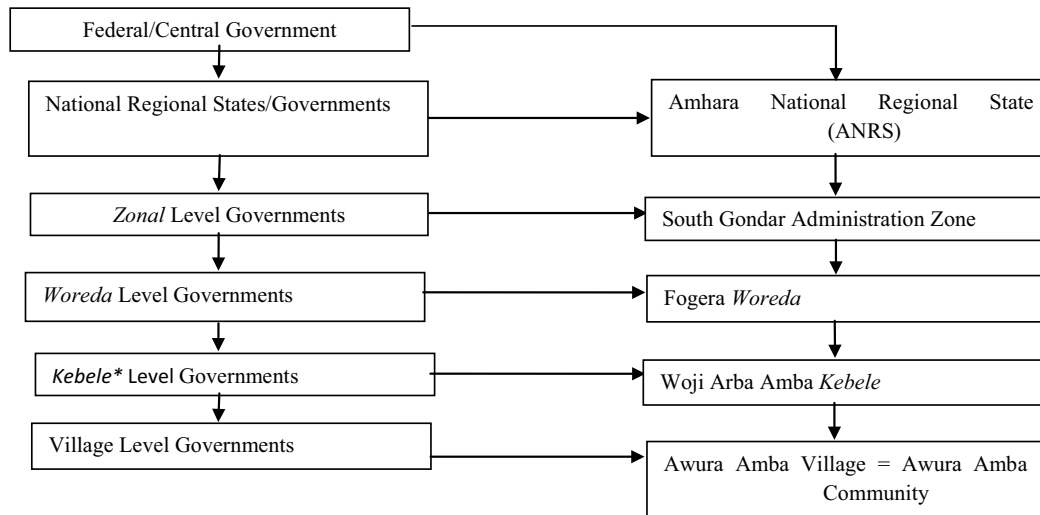 Federal/Central Government
National Regional States/Governments
Amhara National Regional State
(ANRS)
Zonal Level Governments
South Gondar Administration Zone
Woreda Level Governments
Fogera Woreda
Kebele* Level Governments
Woji Arba Amba Kebele
Village Level Governments
Awura Amba Village = Awura Amba
Community